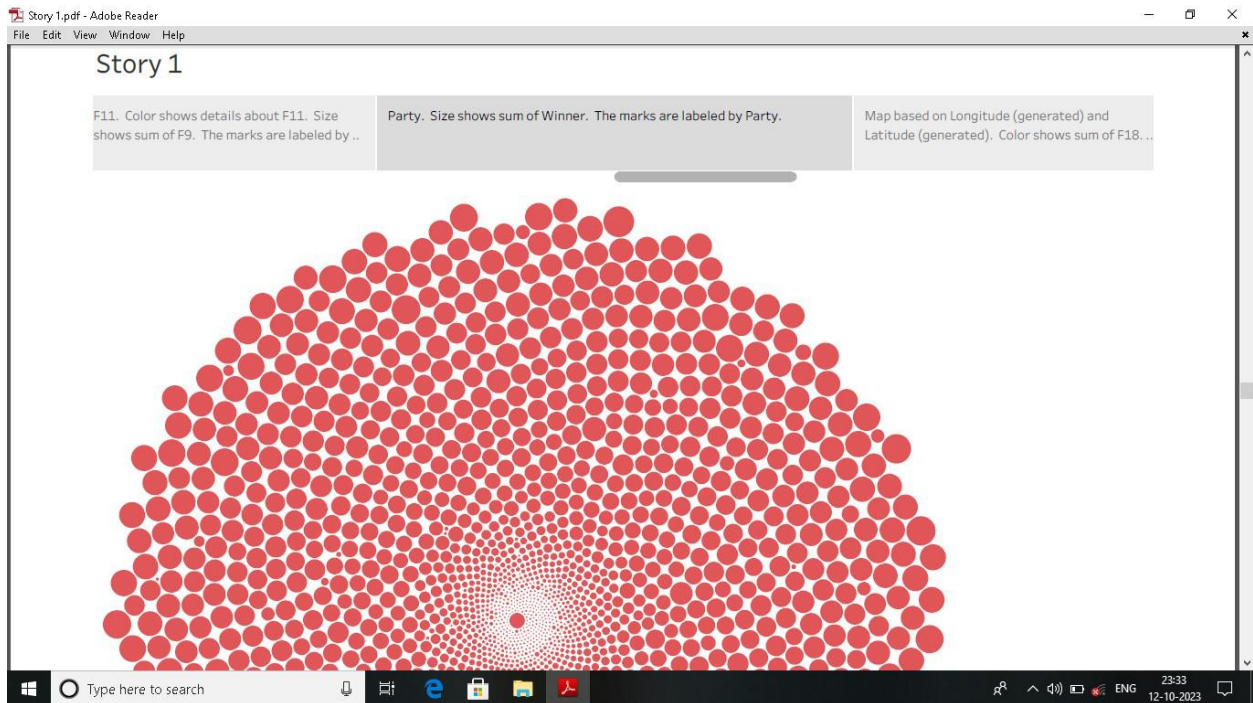 Story 1.pdf - Adobe Reader
File Edit View Window Help
Story 1
F11. Color shows details about F11. Size
shows sum of F9. The marks are labeled by ..
Party. Size shows sum of Winner. The marks are labeled by Party.
Map based on Longitude (generated) and
Latitude (generated). Color shows sum of F18. ..
Type here to search
ENG
23:33
12-10-2023